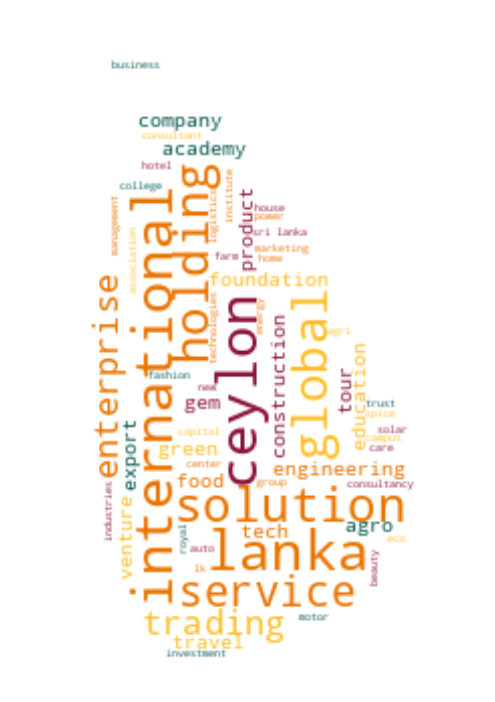 business
company
consultant
academy
hotel
college
management
association
international
holding
logistics
institute
product
house
power
sri lanka
marketing
home
farm
foundation
technologies
energy
enterprise
ceylon
global
agri
construction
fashion
new
gem
tour
education
trust
spice
solar
campus
care
export
capital
green
center
food
group
engineering
consultancy
industries
venture
solution
royal
tech
agro
eco
auto
lanka
lk
beauty
service
trading
motor
travel
investment